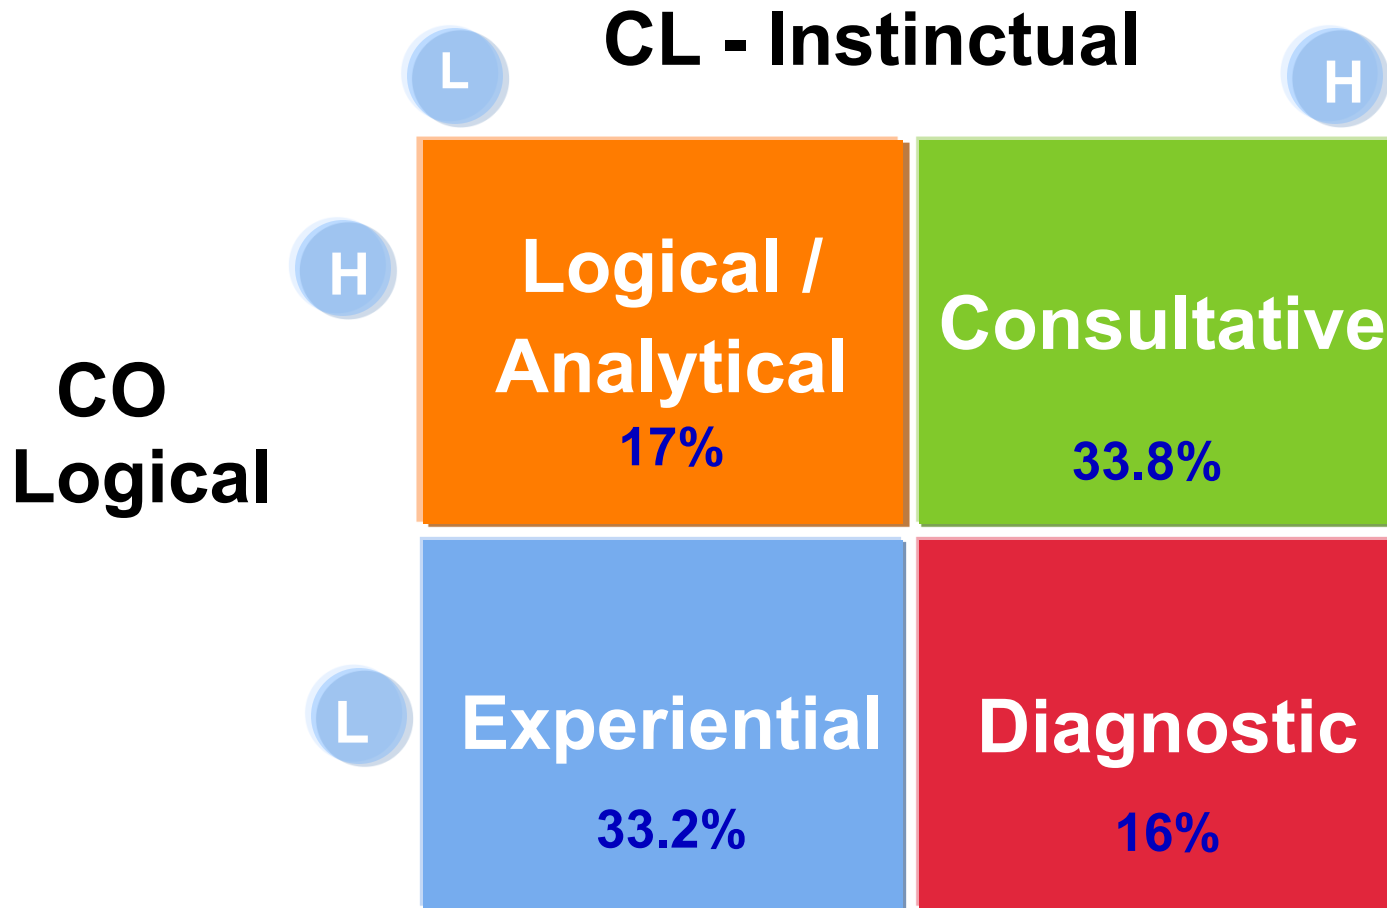 CL - Instinctual
L
H
H
Logical /
Analytical
17%
Consultative
33.8%
CO
Logical
L
Experiential
33.2%
Diagnostic
16%